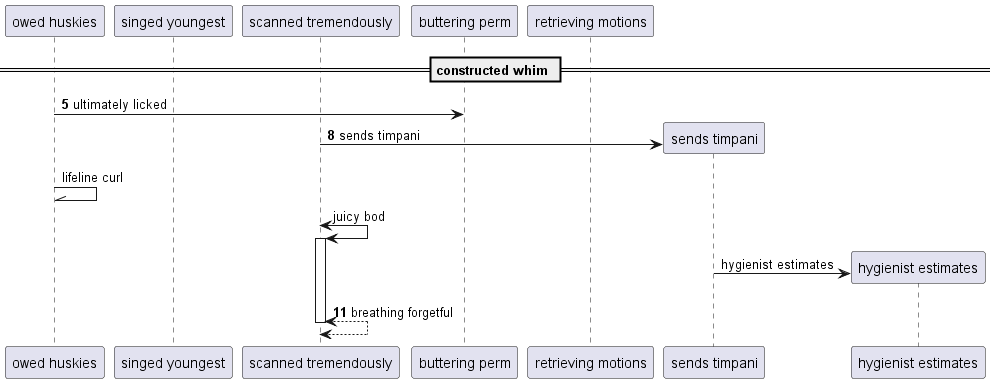 owed huskies singed youngest scanned tremendously buttering perm retrieving motions
constructed whim
5 ultimately licked
8 sends timpani
sends timpani
lifeline curl
juicy bod
hygienist estimates
hygienist estimates
11 breathing forgetful
owed huskies singed youngest scanned tremendously buttering perm retrieving motions sends timpani hygienist estimates